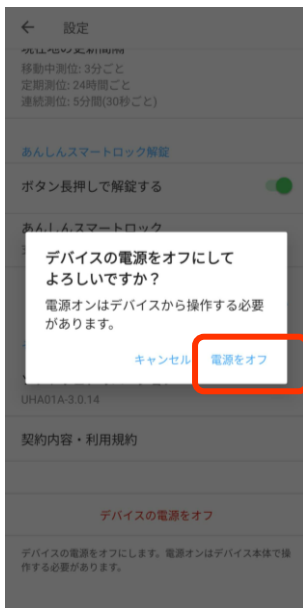 設定
現在地の更新間隔
移動中測位: 3分ごと
定期測位: 24時間ごと
連続測位: 5分間(30秒ごと)
あんしんスマートロック解錠
ボタン長押しで解錠する
あんしんスマートロック
デバイスの電源をオフにして
よろしいですか？
電源オンはデバイスから操作する必要
があります。
キャンセル 電源をオフ
UHA01A-3.0.14
契約内容・利用規約
デバイスの電源をオフ
デバイスの電源をオフにします。電源オンはデバイス本体で操
作する必要があります。